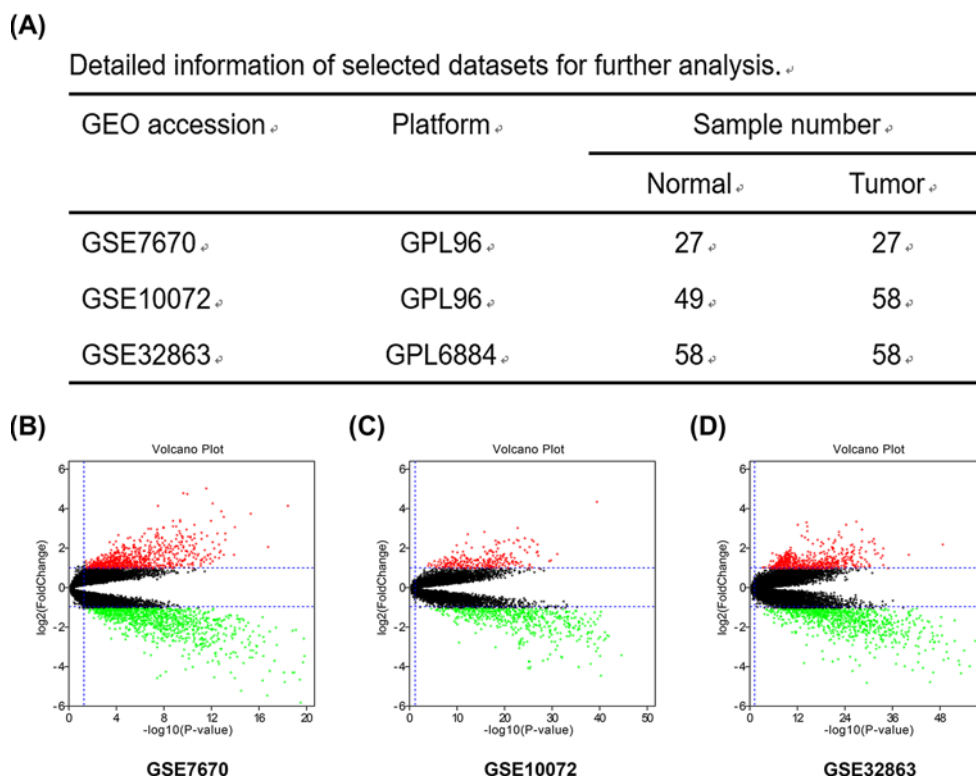 (A)
Detailed information of selected datasets for further analysis.
GEO accession Platform Sample number
Normal Tumor
GSE7670 GPL96 27 27
GSE10072 GPL96 49 58
GSE32863 GPL6884 58 58
(B) (C) (D)
Volcano Plot Volcano Plot Volcano Plot
6 6 6
4 4 4
2 2 2
0 0 0
-2 -2 -2
-4 -4 -4
-6 -6 -6
log2(FoldChange) log2(FoldChange) log2(FoldChange)
0 4 8 12 16 20 0 10 20 30 40 50 0 12 24 36 48
-log10(P-value) -log10(P-value) -log10(P-value)
GSE7670 GSE10072 GSE32863